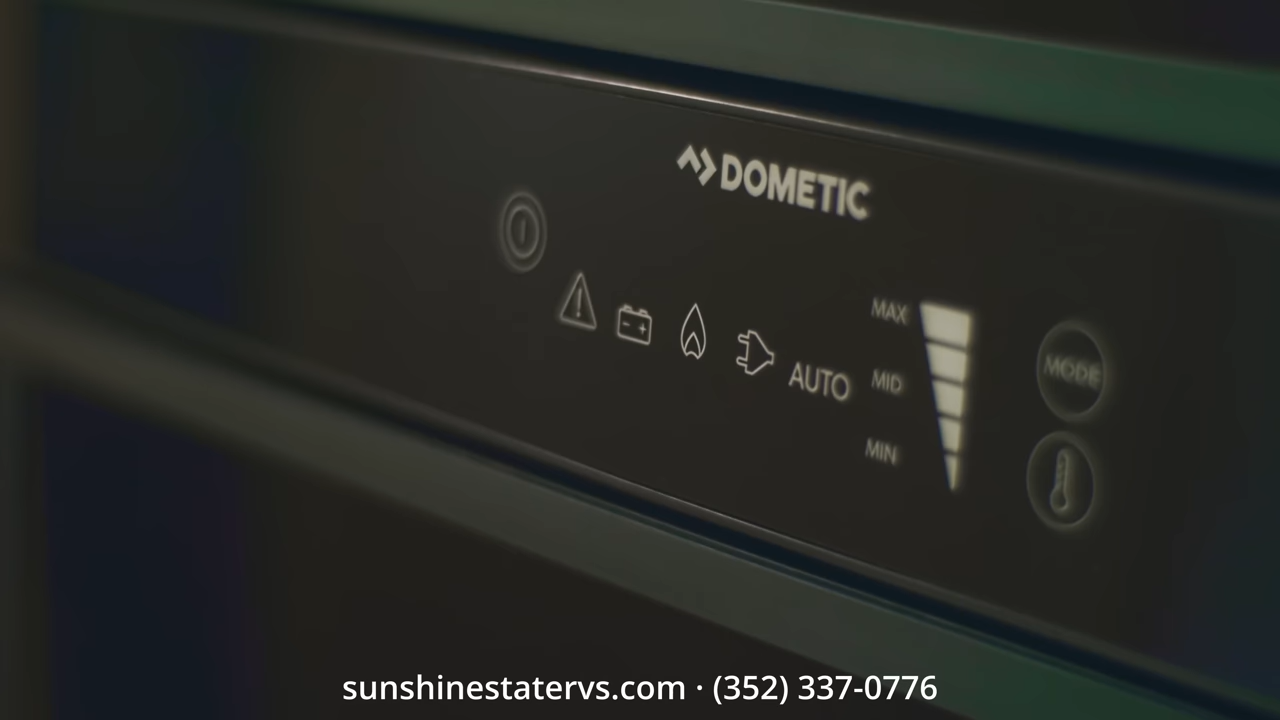 DOMETIC
MAX
MID
MIN
AUTO
MODE
sunshinestatervs.com · (352) 337-0776